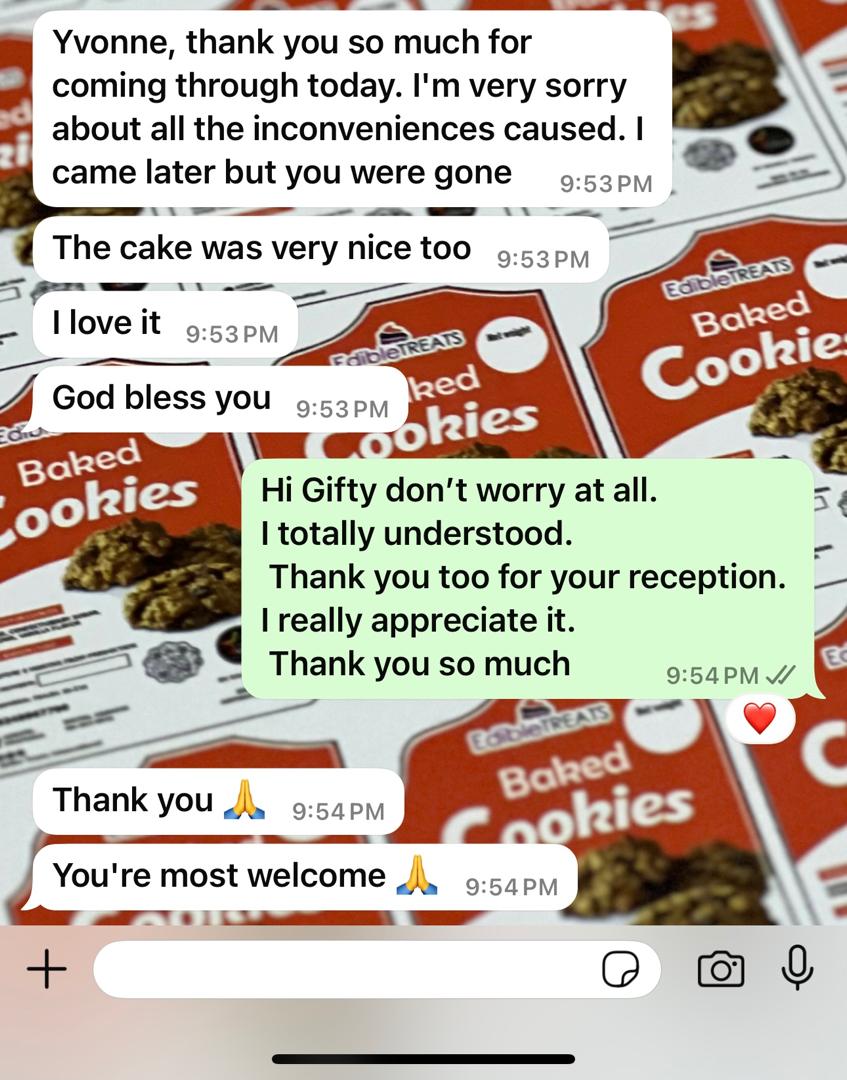 Yvonne, thank you so much for
coming through today. I'm very sorry
about all the inconveniences caused. I
came later but you were gone 9:53 PM
The cake was very nice too 9:53 PM
I love it 9:53 PM
EdibleTREATS
Baked
Cookies
EdibleTREATS
Net weight
God bless you 9:53 PM
Cookies
Baked
Cookies
Hi Gifty don’t worry at all.
I totally understood.
Thank you too for your reception.
I really appreciate it.
Thank you so much 9:54 PM
❤️
EdibleTREATS
Baked
Cookies
Thank you 🙏 9:54 PM
You're most welcome 🙏 9:54 PM